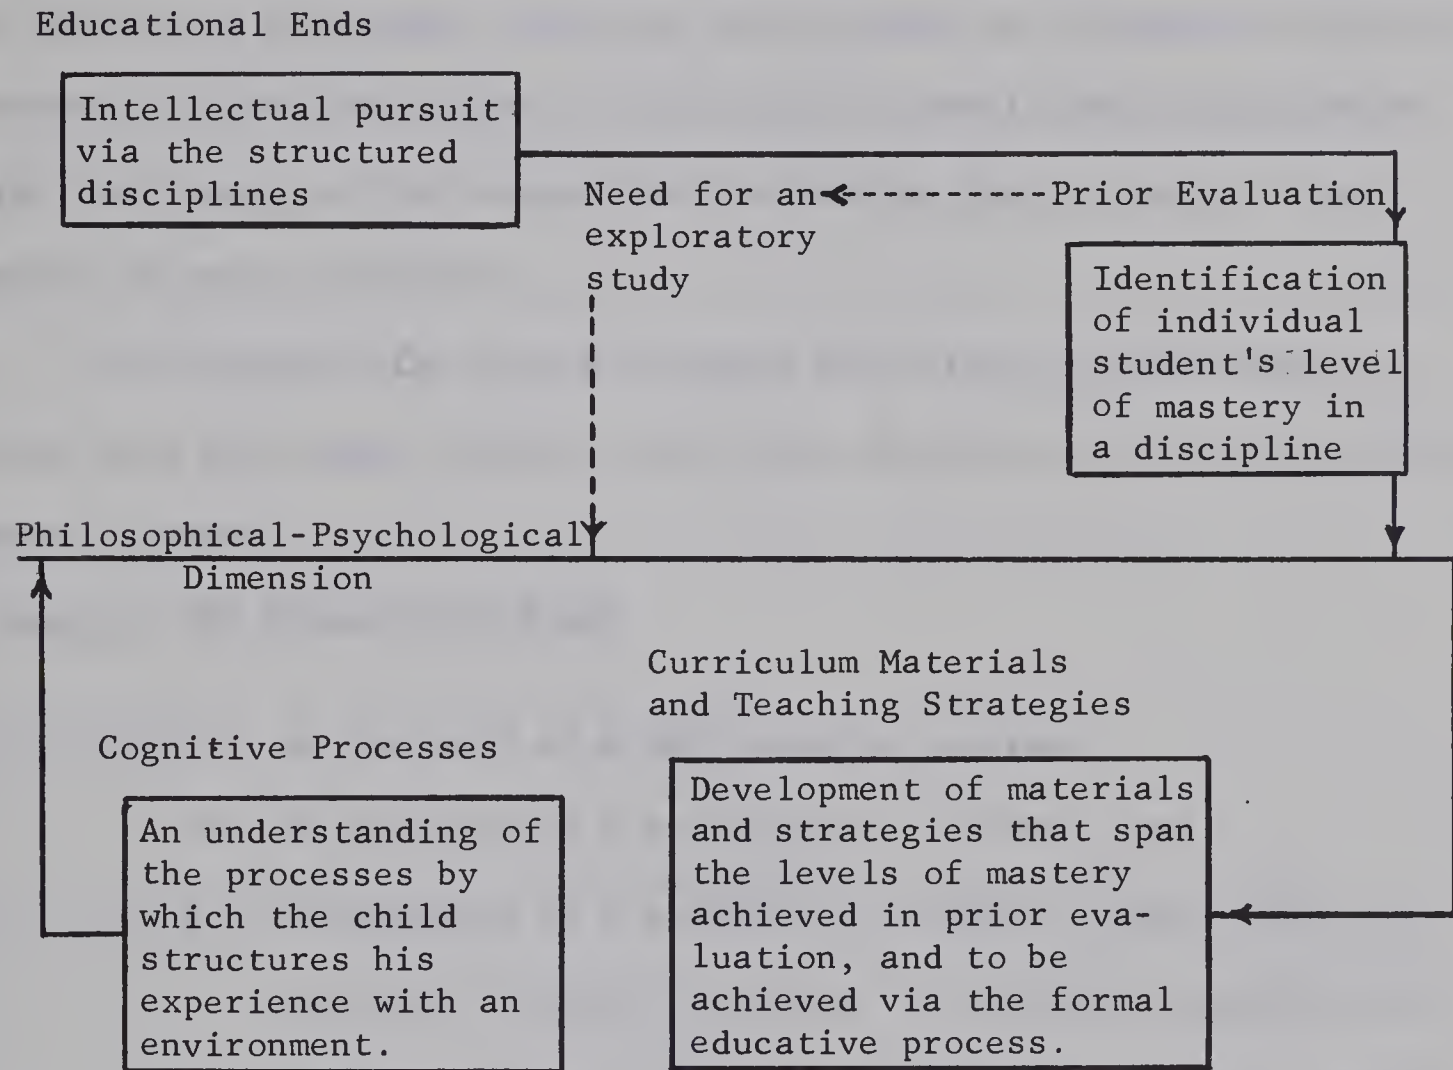 Educational Ends
Intellectual pursuit
via the structured
disciplines
Need for an
exploratory
study
Prior Evaluation
Identification
of individual
student's level
of mastery in
a discipline
Philosophical-Psychological
Dimension
Curriculum Materials
and Teaching Strategies
Cognitive Processes
An understanding of
the processes by
which the child
structures his
experience with an
environment.
Development of materials
and strategies that span
the levels of mastery
achieved in prior eva-
luation, and to be
achieved via the formal
educative process.